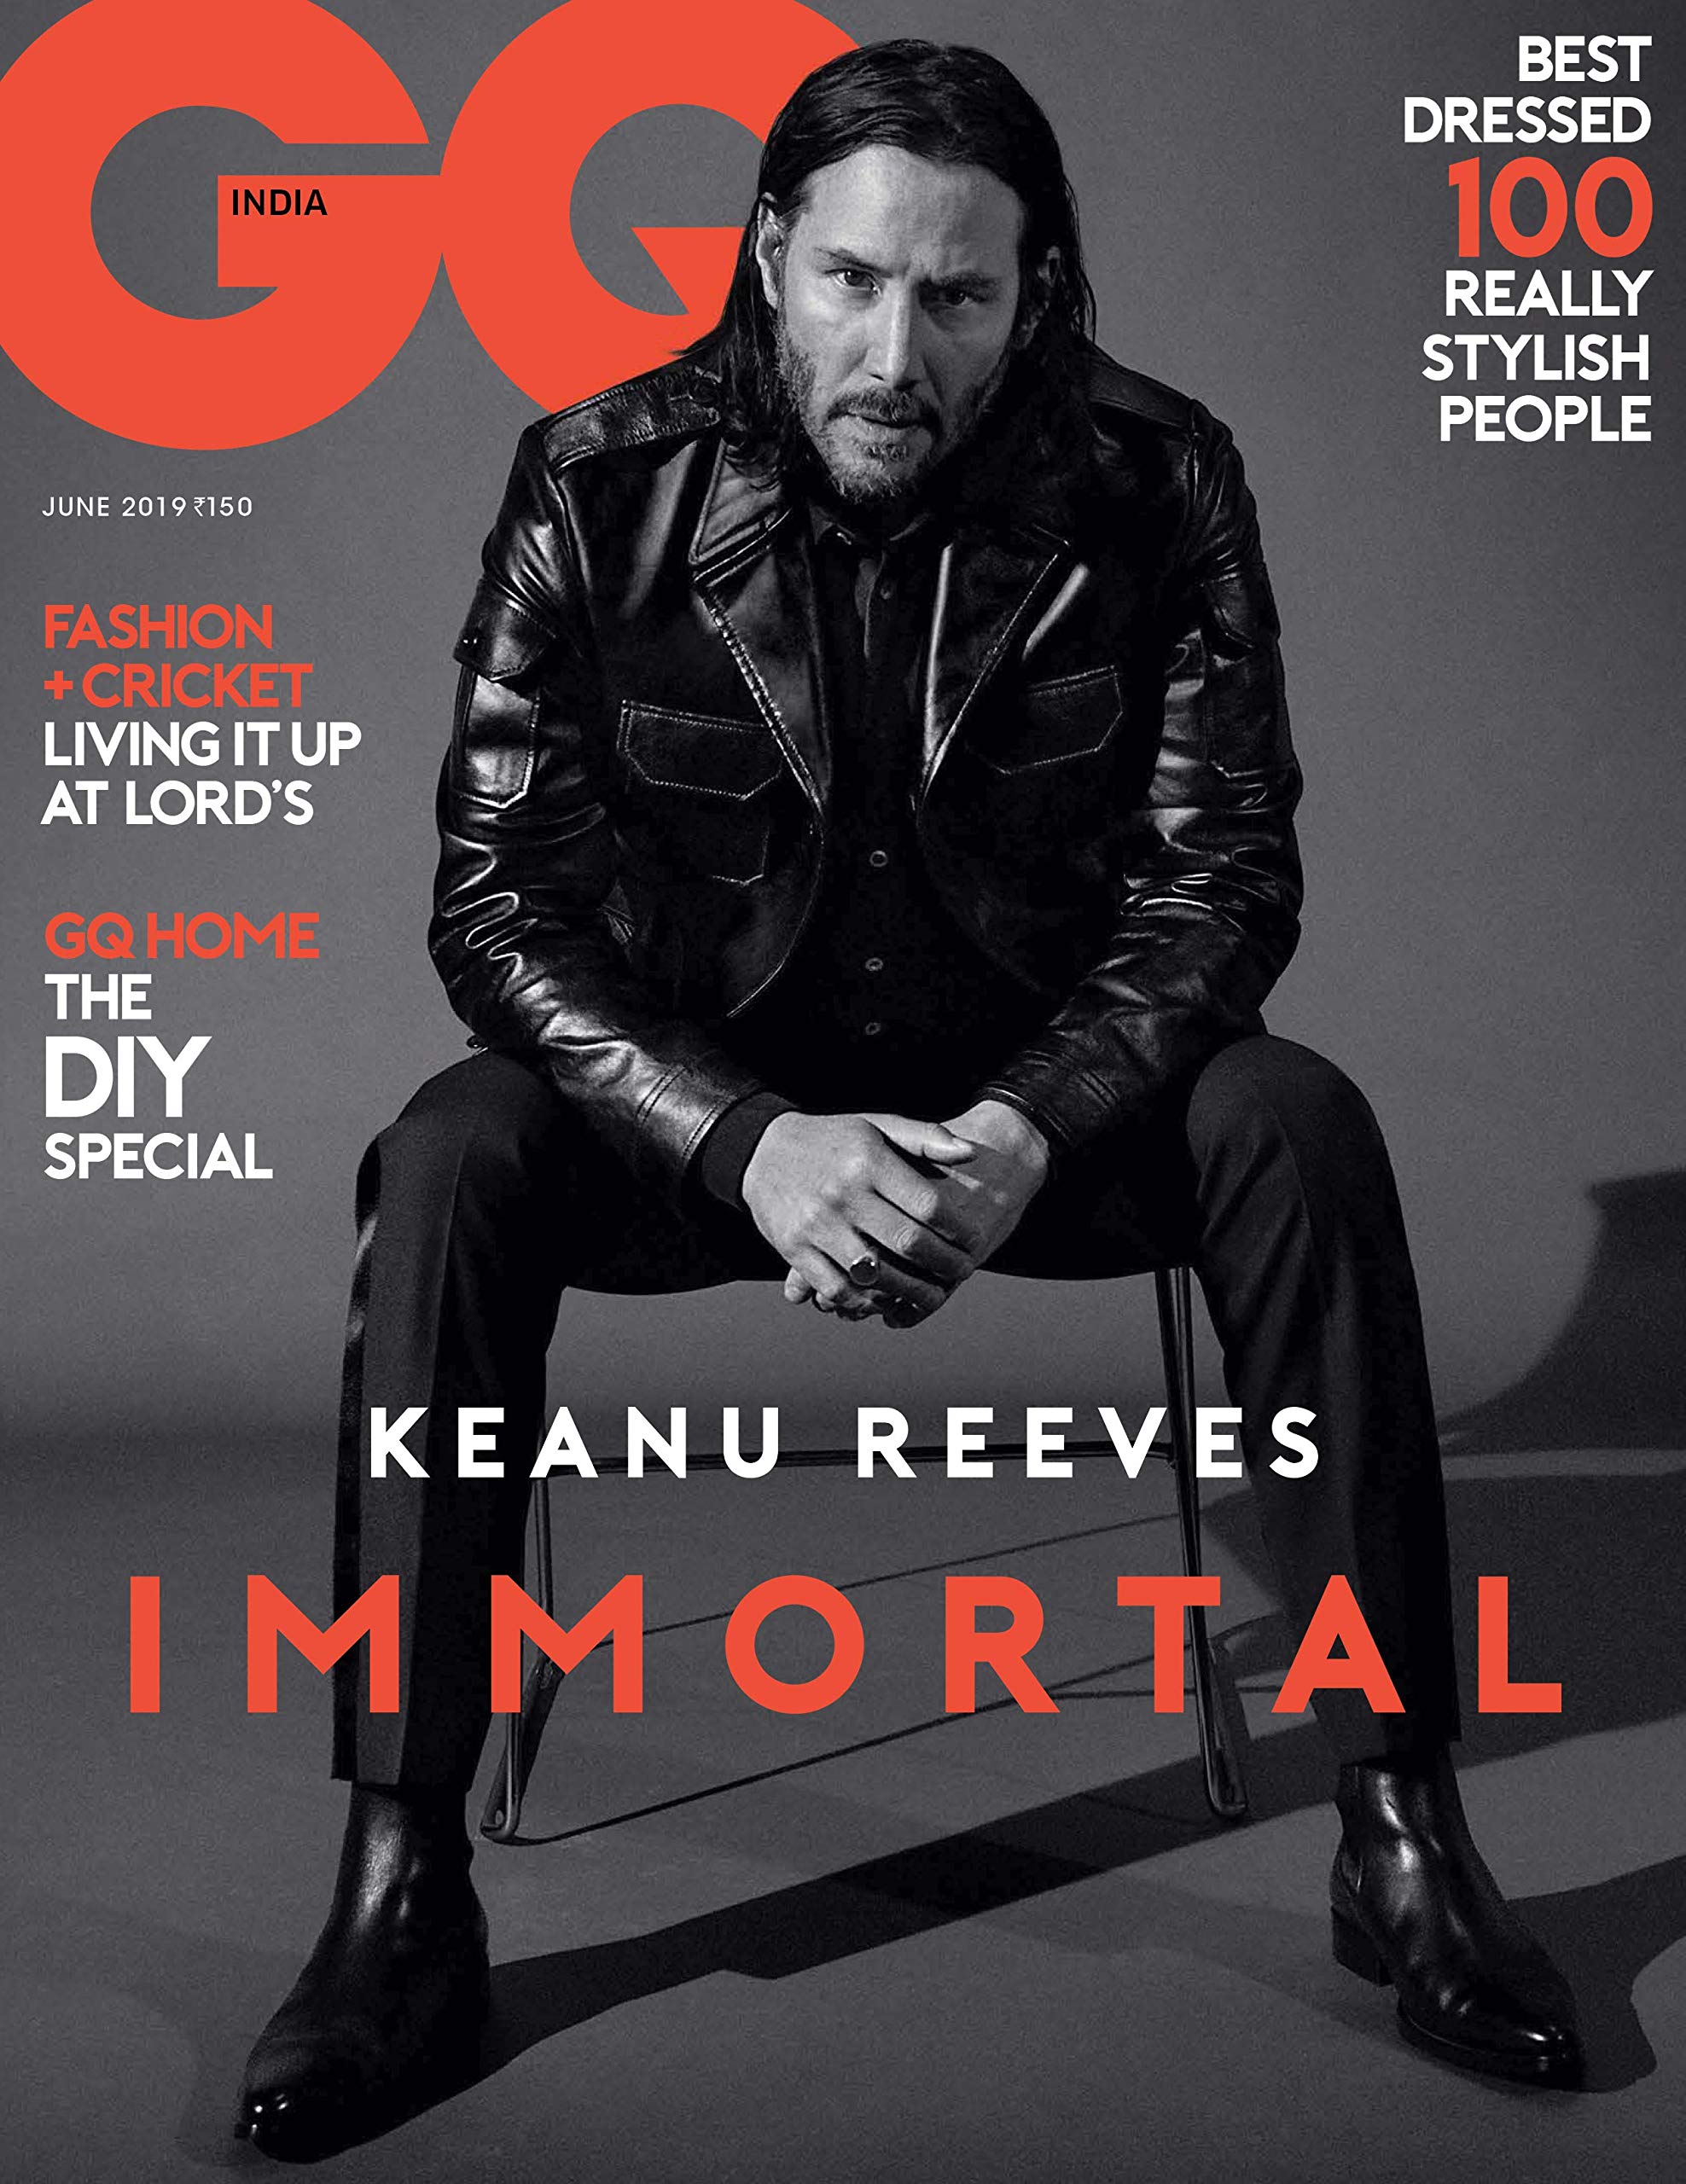 GQ
INDIA
BEST
DRESSED
100
REALLY
STYLISH
PEOPLE
JUNE 2019 ₹150
FASHION
+ CRICKET
LIVING IT UP
AT LORD’S
GQ HOME
THE
DIY
SPECIAL
KEANU REEVES
IMMORTAL